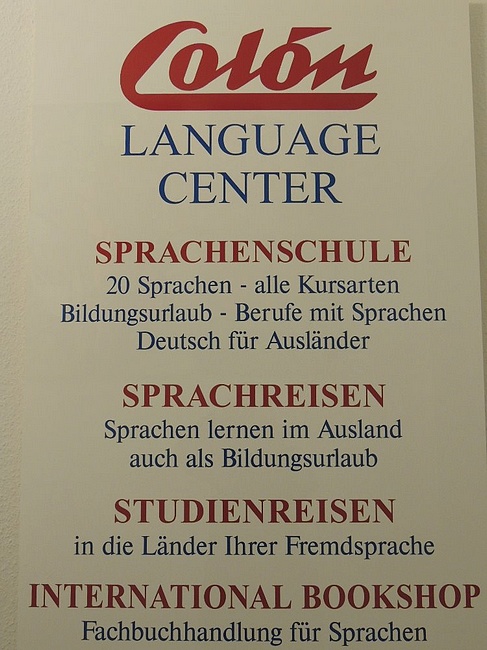 Colón
LANGUAGE
CENTER
SPRACHENSCHULE
20 Sprachen - alle Kursarten
Bildungsurlaub - Berufe mit Sprachen
Deutsch für Ausländer
SPRACHREISEN
Sprachen lernen im Ausland
auch als Bildungsurlaub
STUDIENREISEN
in die Länder Ihrer Fremdsprache
INTERNATIONAL BOOKSHOP
Fachbuchhandlung für Sprachen